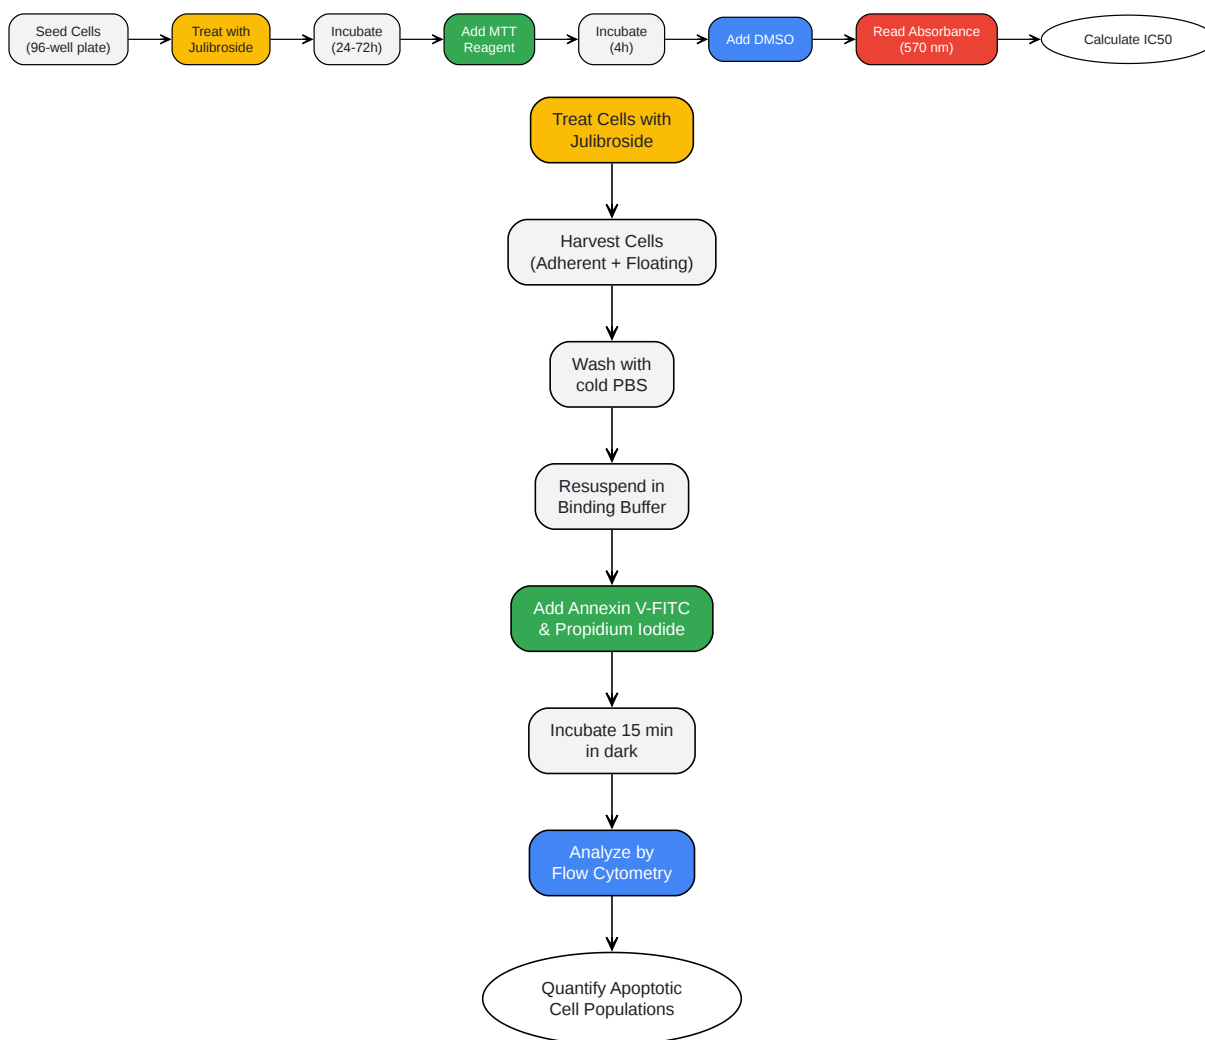 Seed Cells
(96-well plate)
Treat with
Julibroside
Incubate
(24-72h)
Add MTT
Reagent
Incubate
(4h)
Add DMSO
Read Absorbance
(570 nm)
Calculate IC50
Treat Cells with
Julibroside
Harvest Cells
(Adherent + Floating)
Wash with
cold PBS
Resuspend in
Binding Buffer
Add Annexin V-FITC
& Propidium Iodide
Incubate 15 min
in dark
Analyze by
Flow Cytometry
Quantify Apoptotic
Cell Populations